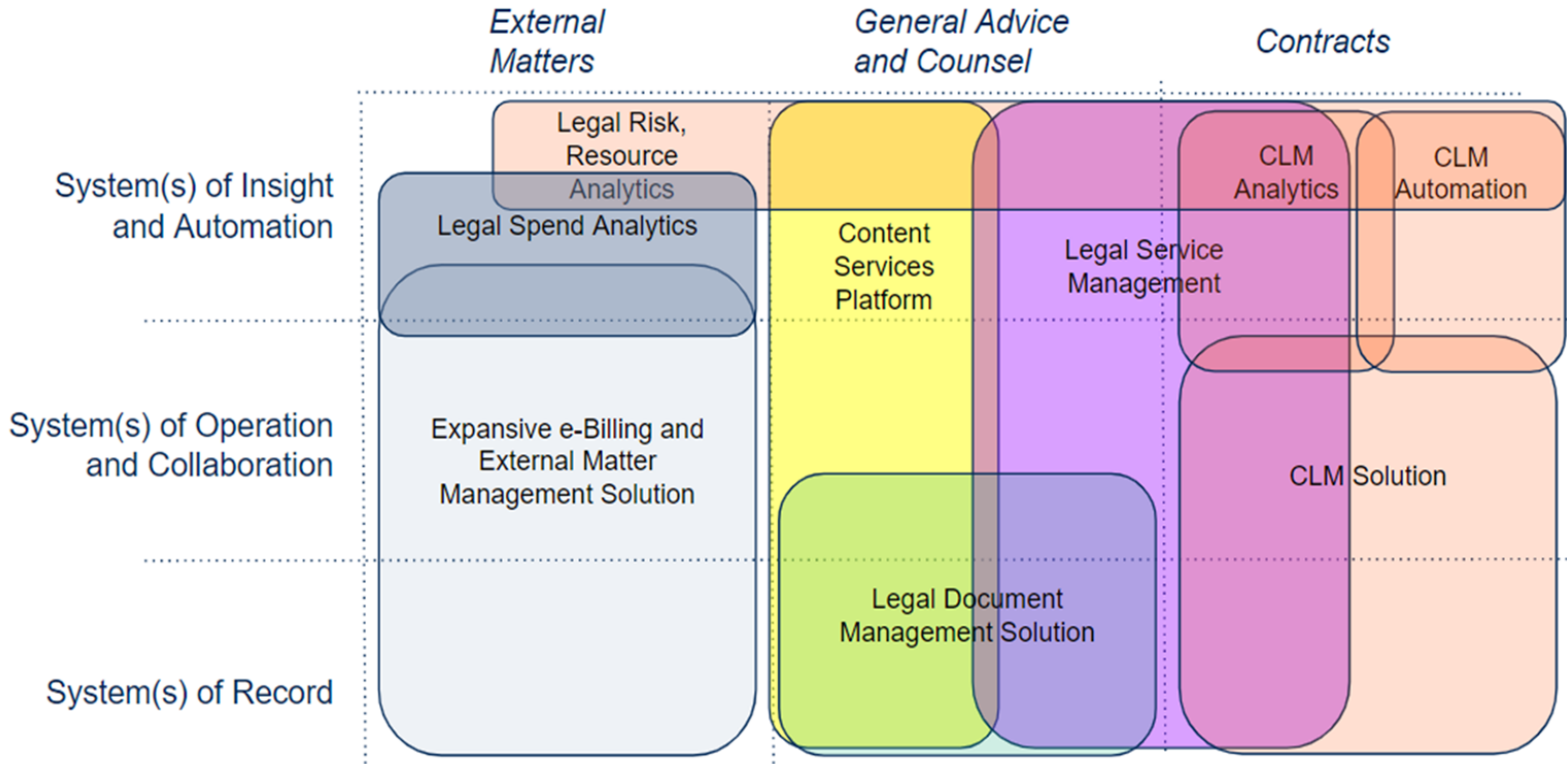 External
Matters
General Advice
and Counsel
Contracts
System(s) of Insight
and Automation
Legal Risk,
Resource
Analytics
Legal Spend Analytics
Content
Services
Platform
Legal Service
Management
CLM
Analytics
CLM
Automation
System(s) of Operation
and Collaboration
Expansive e-Billing and
External Matter
Management Solution
CLM Solution
Legal Document
Management Solution
System(s) of Record